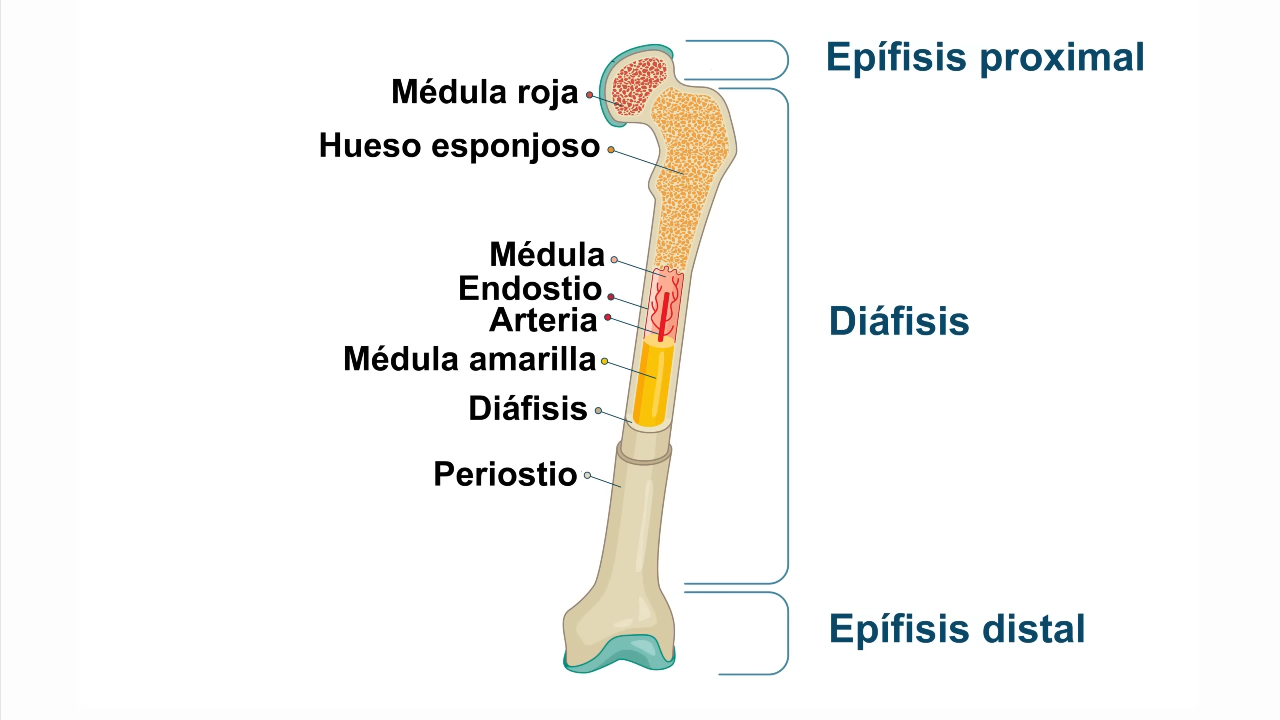 Epífisis proximal
Médula roja
Hueso esponjoso
Médula
Endostio
Arteria
Diáfisis
Médula amarilla
Diáfisis
Periostio
Epífisis distal